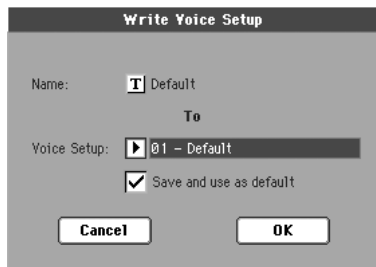 Write Voice Setup
Name: T Default
To
Voice Setup: 01 – Default
Save and use as default
Cancel OK